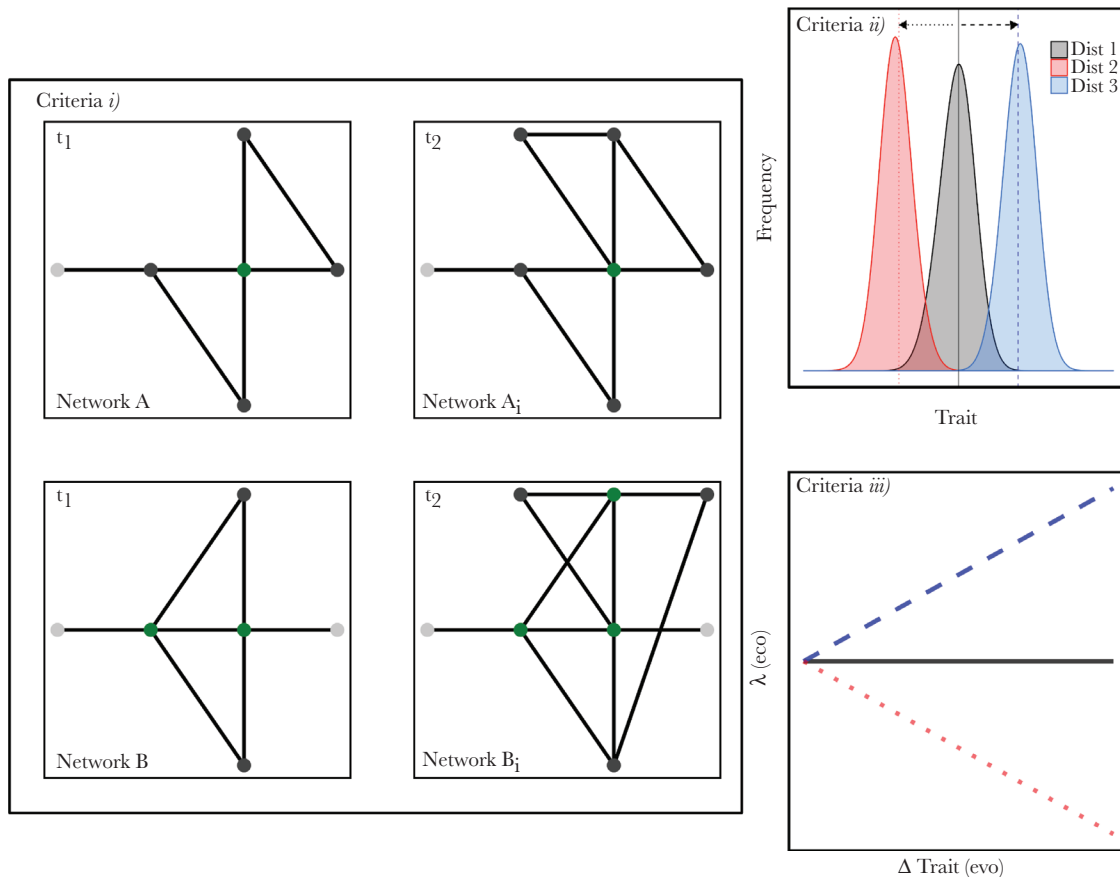 Criteria i)
t1
Network A
t2
Network Ai
t1
Network B
t2
Network Bi
Criteria ii)
Dist 1
Dist 2
Dist 3
Frequency
Trait
Criteria iii)
λ (eco)
Δ Trait (evo)